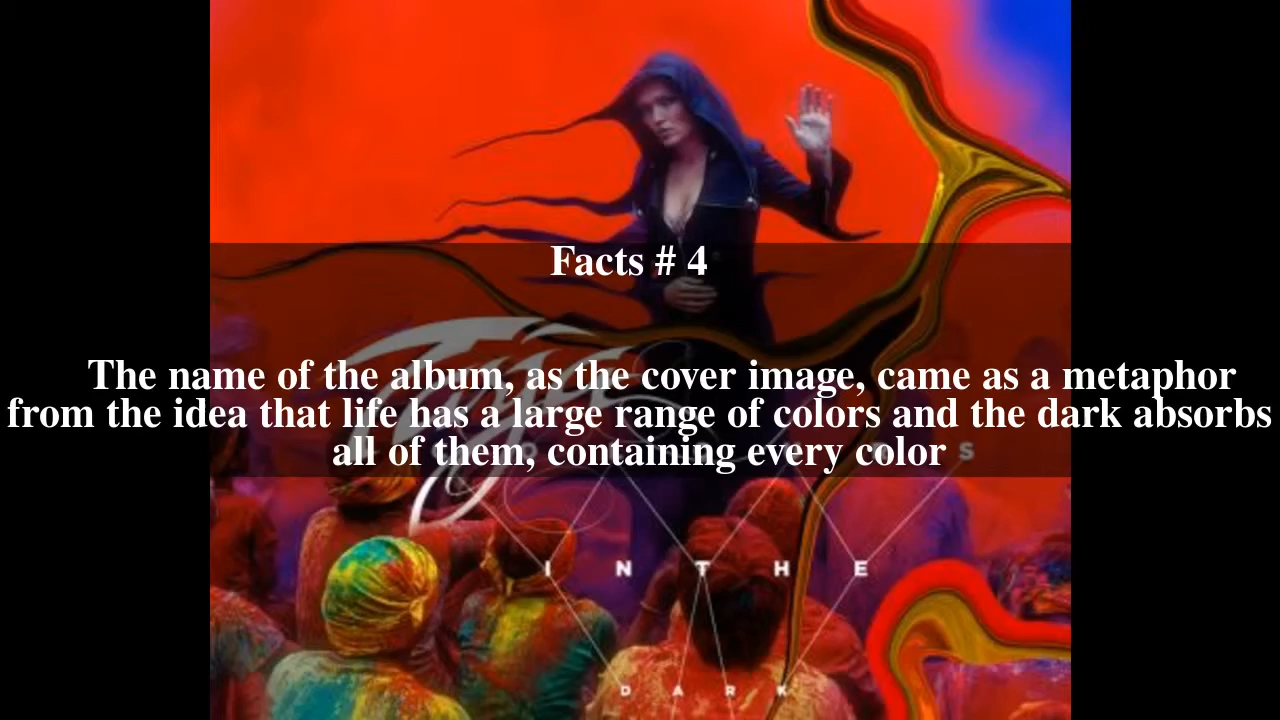 Facts # 4
The name of the album, as the cover image, came as a metaphor
from the idea that life has a large range of colors and the dark absorbs
all of them, containing every color
S
I N T H E
D A R K